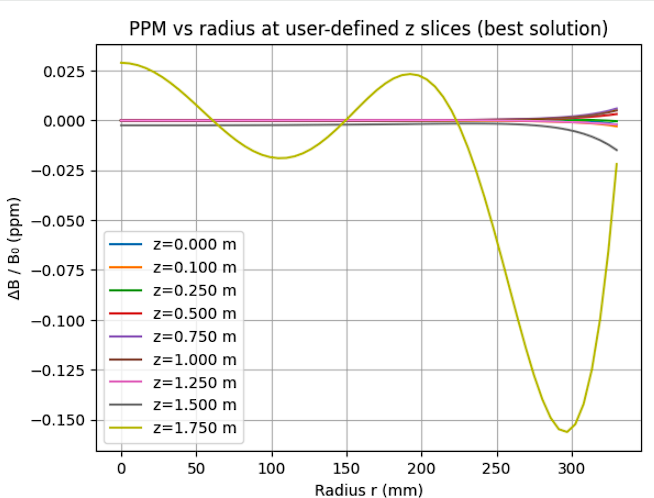 PPM vs radius at user-defined z slices (best solution)
0.025
0.000
−0.025
−0.050
−0.075
−0.100
−0.125
−0.150
ΔB / B₀ (ppm)
z=0.000 m
z=0.100 m
z=0.250 m
z=0.500 m
z=0.750 m
z=1.000 m
z=1.250 m
z=1.500 m
z=1.750 m
0 50 100 150 200 250 300
Radius r (mm)